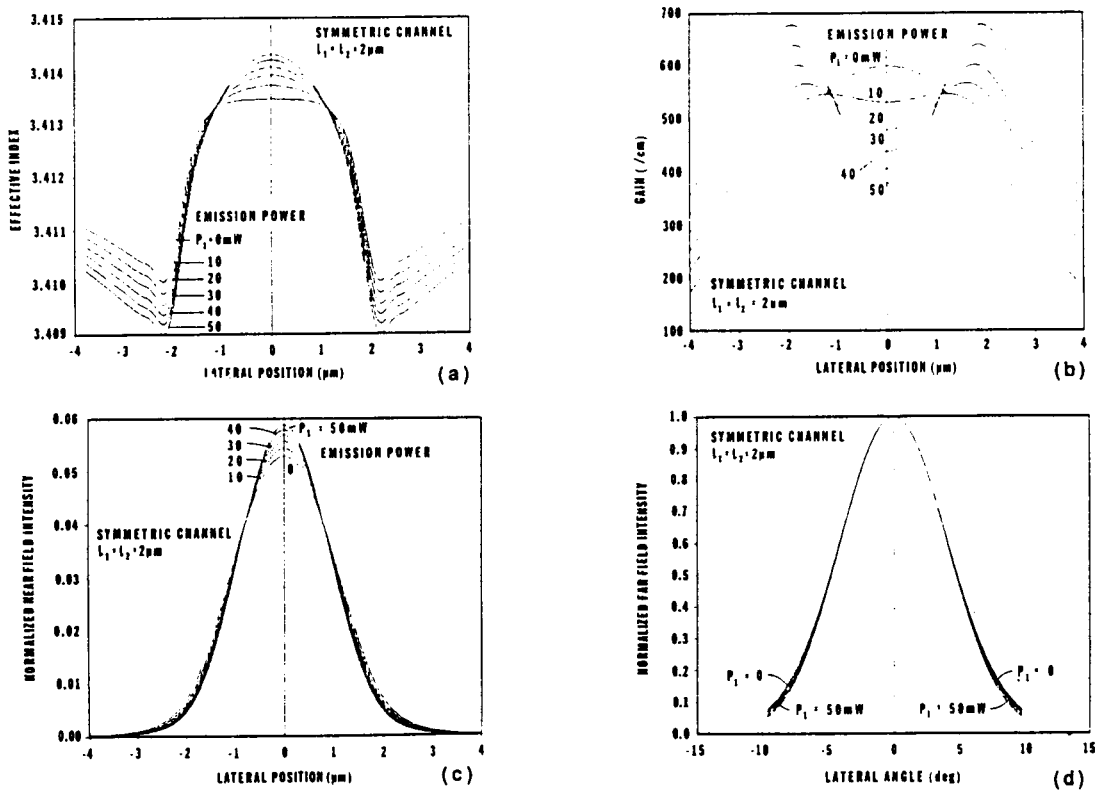 3.415
3.414
3.413
3.412
3.411
3.410
3.409
EFFECTIVE INDEX
SYMMETRIC CHANNEL
l₁ = l₂ = 2μm
EMISSION POWER
P₁ = 0mW
10
20
30
40
50
-4 -3 -2 -1 0 1 2 3 4
LATERAL POSITION (μm)
(a)
700
600
500
400
300
200
100
GAIN (/cm)
EMISSION POWER
P₁ = 0mW
10
20
30
40
50
SYMMETRIC CHANNEL
l₁ = l₂ = 2μm
-4 -3 -2 -1 0 1 2 3 4
LATERAL POSITION (μm)
(b)
0.06
0.05
0.04
0.03
0.02
0.01
0.00
NORMALIZED NEAR FIELD INTENSITY
40
30
20
10
P₁ = 50mW
EMISSION POWER
0
SYMMETRIC CHANNEL
l₁ = l₂ = 2μm
-4 -3 -2 -1 0 1 2 3 4
LATERAL POSITION (μm)
(c)
1.0
0.9
0.8
0.7
0.6
0.5
0.4
0.3
0.2
0.1
0.0
NORMALIZED FAR FIELD INTENSITY
SYMMETRIC CHANNEL
l₁ = l₂ = 2μm
P₁ = 0
P₁ = 50mW
P₁ = 0
P₁ = 50mW
-15 -10 -5 0 5 10 15
LATERAL ANGLE (deg)
(d)